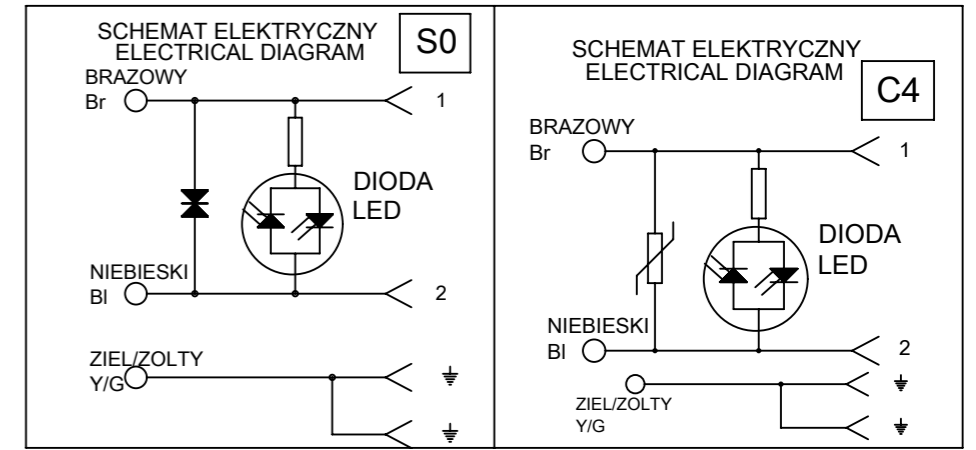 SCHEMAT ELEKTRYCZNY
ELECTRICAL DIAGRAM
S0
BRAZOWY
Br
1
DIODA
LED
NIEBIESKI
Bl
2
ZIEL/ZOLTY
Y/G
SCHEMAT ELEKTRYCZNY
ELECTRICAL DIAGRAM
C4
BRAZOWY
Br
1
DIODA
LED
NIEBIESKI
Bl
2
ZIEL/ZOLTY
Y/G